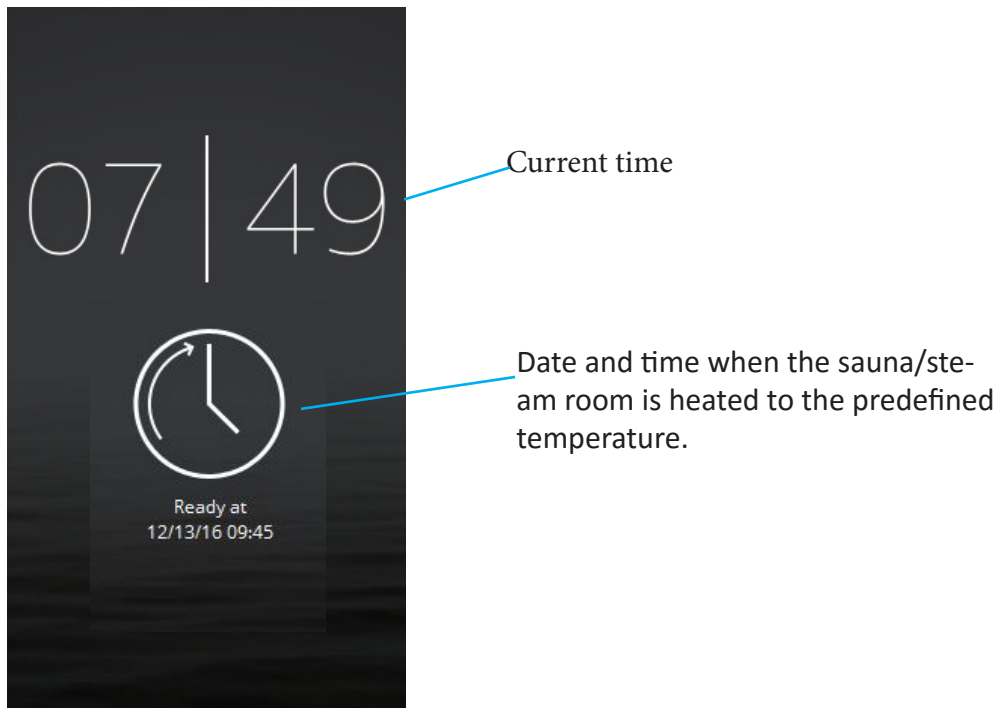 07 | 49
Current time
Date and time when the sauna/ste-
am room is heated to the predefined
temperature.
Ready at
12/13/16 09:45